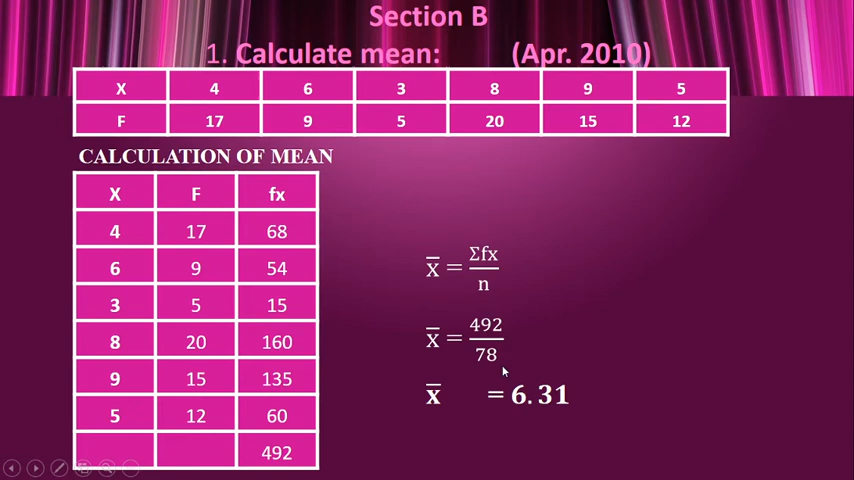 Section B
1. Calculate mean: (Apr. 2010)
X 4 6 3 8 9 5
F 17 9 5 20 15 12
CALCULATION OF MEAN
X F fx
4 17 68
6 9 54
3 5 15
8 20 160
9 15 135
5 12 60
492
x̅ = Σfx
n
x̅ = 492
78
x̅ = 6.31